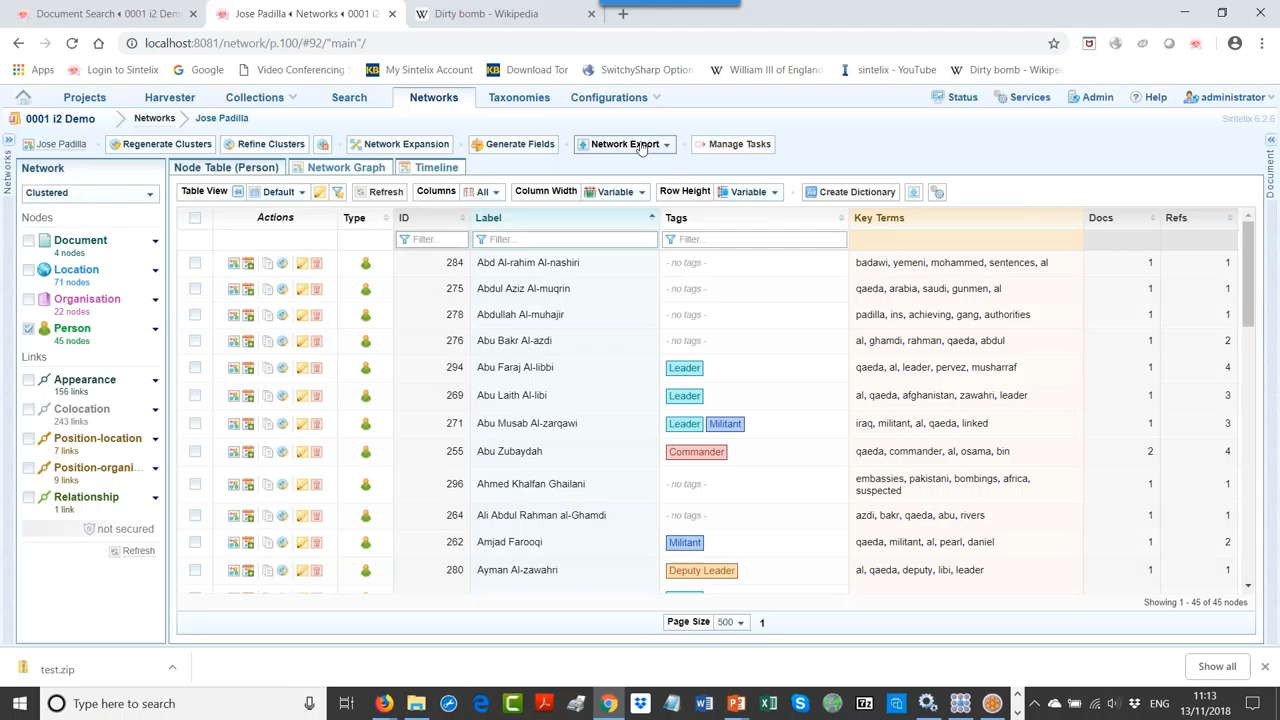 Document Search ◂ 0001 i2 Dem
Jose Padilla ◂ Networks ◂ 0001 i2
Dirty bomb - Wikipedia
localhost:8081/network/p.100/#92/"main"/
Apps
Login to Sintelix
Google
Video Conferencing
My Sintelix Account
Download Tor
SwitchySharp Option
William III of England
sintelix - YouTube
Dirty bomb - Wikipe
Projects
Harvester
Collections
Search
Networks
Taxonomies
Configurations
Status
Services
Admin
Help
administrator
0001 i2 Demo
Networks
Jose Padilla
Sintelix 6.2.6
Jose Padilla
Regenerate Clusters
Refine Clusters
Network Expansion
Generate Fields
Network Export
Manage Tasks
Networks
Document
Network
Clustered
Nodes
Document
4 nodes
Location
71 nodes
Organisation
22 nodes
Person
45 nodes
Links
Appearance
156 links
Colocation
243 links
Position-location
7 links
Position-organi...
9 links
Relationship
1 link
not secured
Refresh
Node Table (Person)
Network Graph
Timeline
Table View Default Refresh Columns All Column Width Variable Row Height Variable Create Dictionary
Actions Type ID Label Tags Key Terms Docs Refs
Filter... Filter... Filter...
284 Abd Al-rahim Al-nashiri - no tags - badawi, yemeni, mohammed, sentences, al 1 1
275 Abdul Aziz Al-muqrin - no tags - qaeda, arabia, saudi, gunmen, al 1 1
278 Abdullah Al-muhajir - no tags - padilla, ins, achieving, gang, authorities 1 1
276 Abu Bakr Al-azdi - no tags - al, ghamdi, rahman, qaeda, abdul 1 2
294 Abu Faraj Al-libbi Leader qaeda, al, leader, pervez, musharraf 1 4
269 Abu Laith Al-libi Leader al, qaeda, afghanistan, zawahri, leader 1 3
271 Abu Musab Al-zarqawi Leader Militant iraq, militant, al, qaeda, linked 1 3
255 Abu Zubaydah Commander qaeda, commander, al, osama, bin 2 4
296 Ahmed Khalfan Ghailani - no tags - embassies, pakistani, bombings, africa, 1 1
suspected
264 Ali Abdul Rahman al-Ghamdi - no tags - azdi, bakr, qaeda, abu, rivers 1 1
262 Amjad Farooqi Militant qaeda, militant, al, pearl, daniel 1 2
280 Ayman Al-zawahri Deputy Leader al, qaeda, deputy, libi, leader 1 1
Showing 1 - 45 of 45 nodes
Page Size 500 1
test.zip
Show all
Type here to search
ENG
11:13
13/11/2018